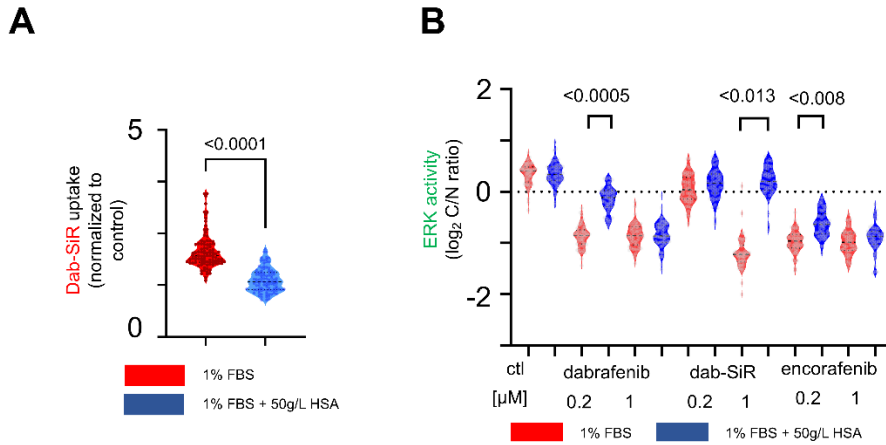 A
5
<0.0001
Dab-SiR uptake
(normalized to
control)
0
1% FBS
1% FBS + 50g/L HSA
B
2
<0.0005
<0.013
<0.008
ERK activity
(log2 C/N ratio)
0
-2
ctl
dabrafenib
dab-SiR
encorafenib
[µM]
0.2
1
0.2
1
0.2
1
1% FBS
1% FBS + 50g/L HSA